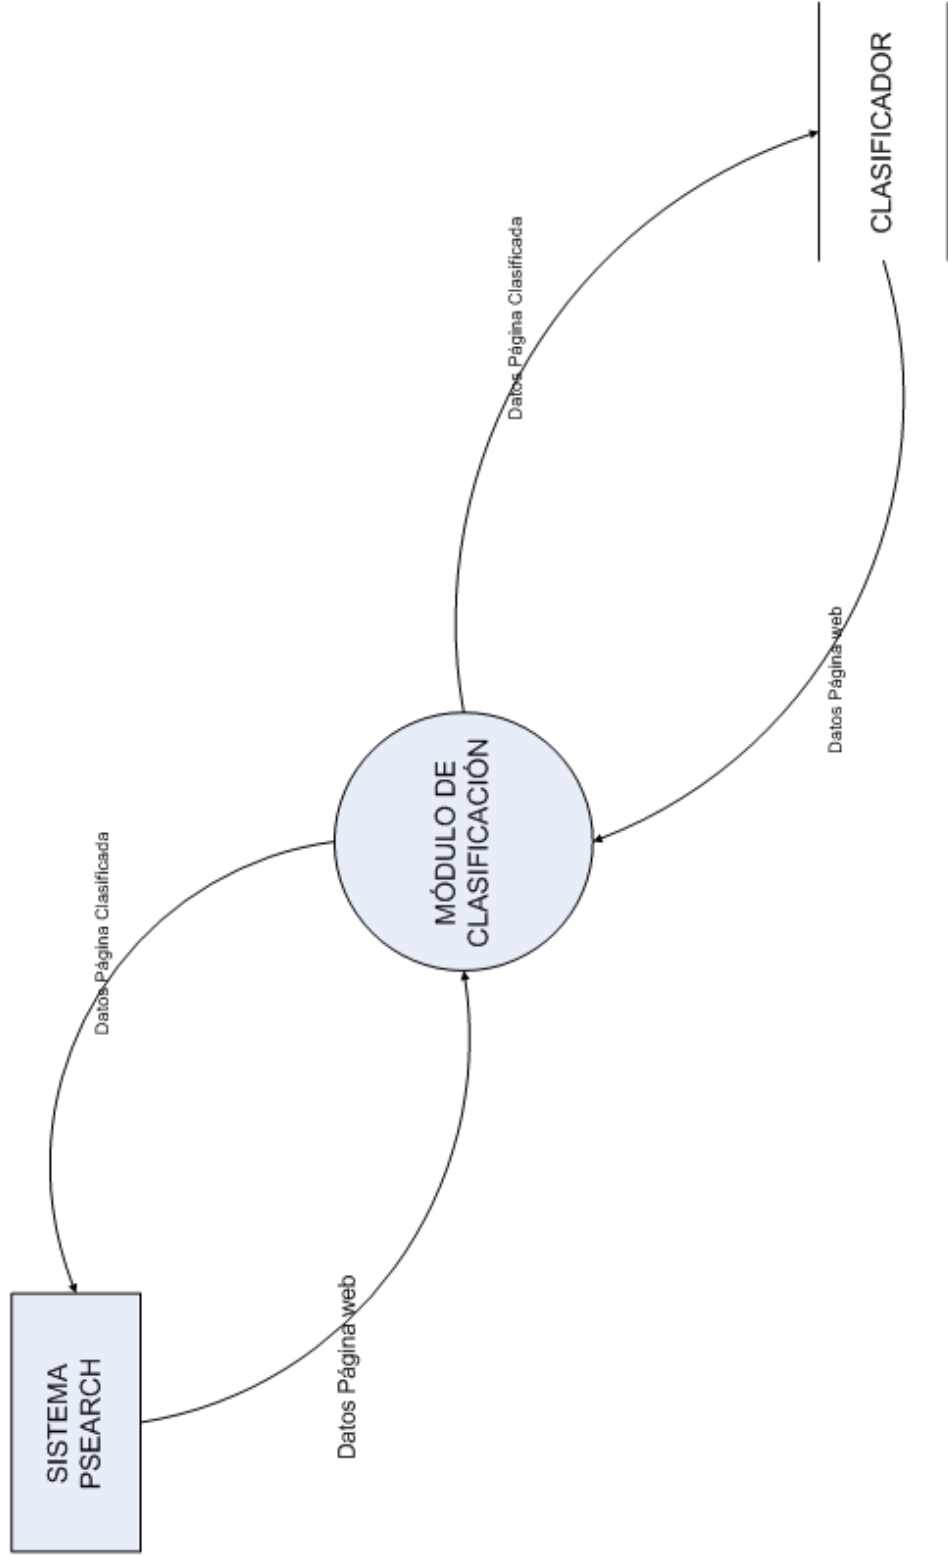 SISTEMA
PSEARCH
Datos Página Clasificada
Datos Página web
MÓDULO DE
CLASIFICACIÓN
Datos Página Clasificada
Datos Página web
CLASIFICADOR